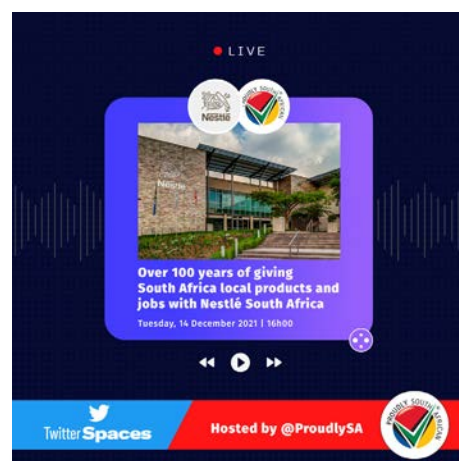 LIVE
Nestlé
PROUDLY SOUTH AFRICAN
Nestlé
Over 100 years of giving
South Africa local products and
jobs with Nestlé South Africa
Tuesday, 14 December 2021 | 16h00
Twitter Spaces
Hosted by @ProudlySA
PROUDLY SOUTH AFRICAN